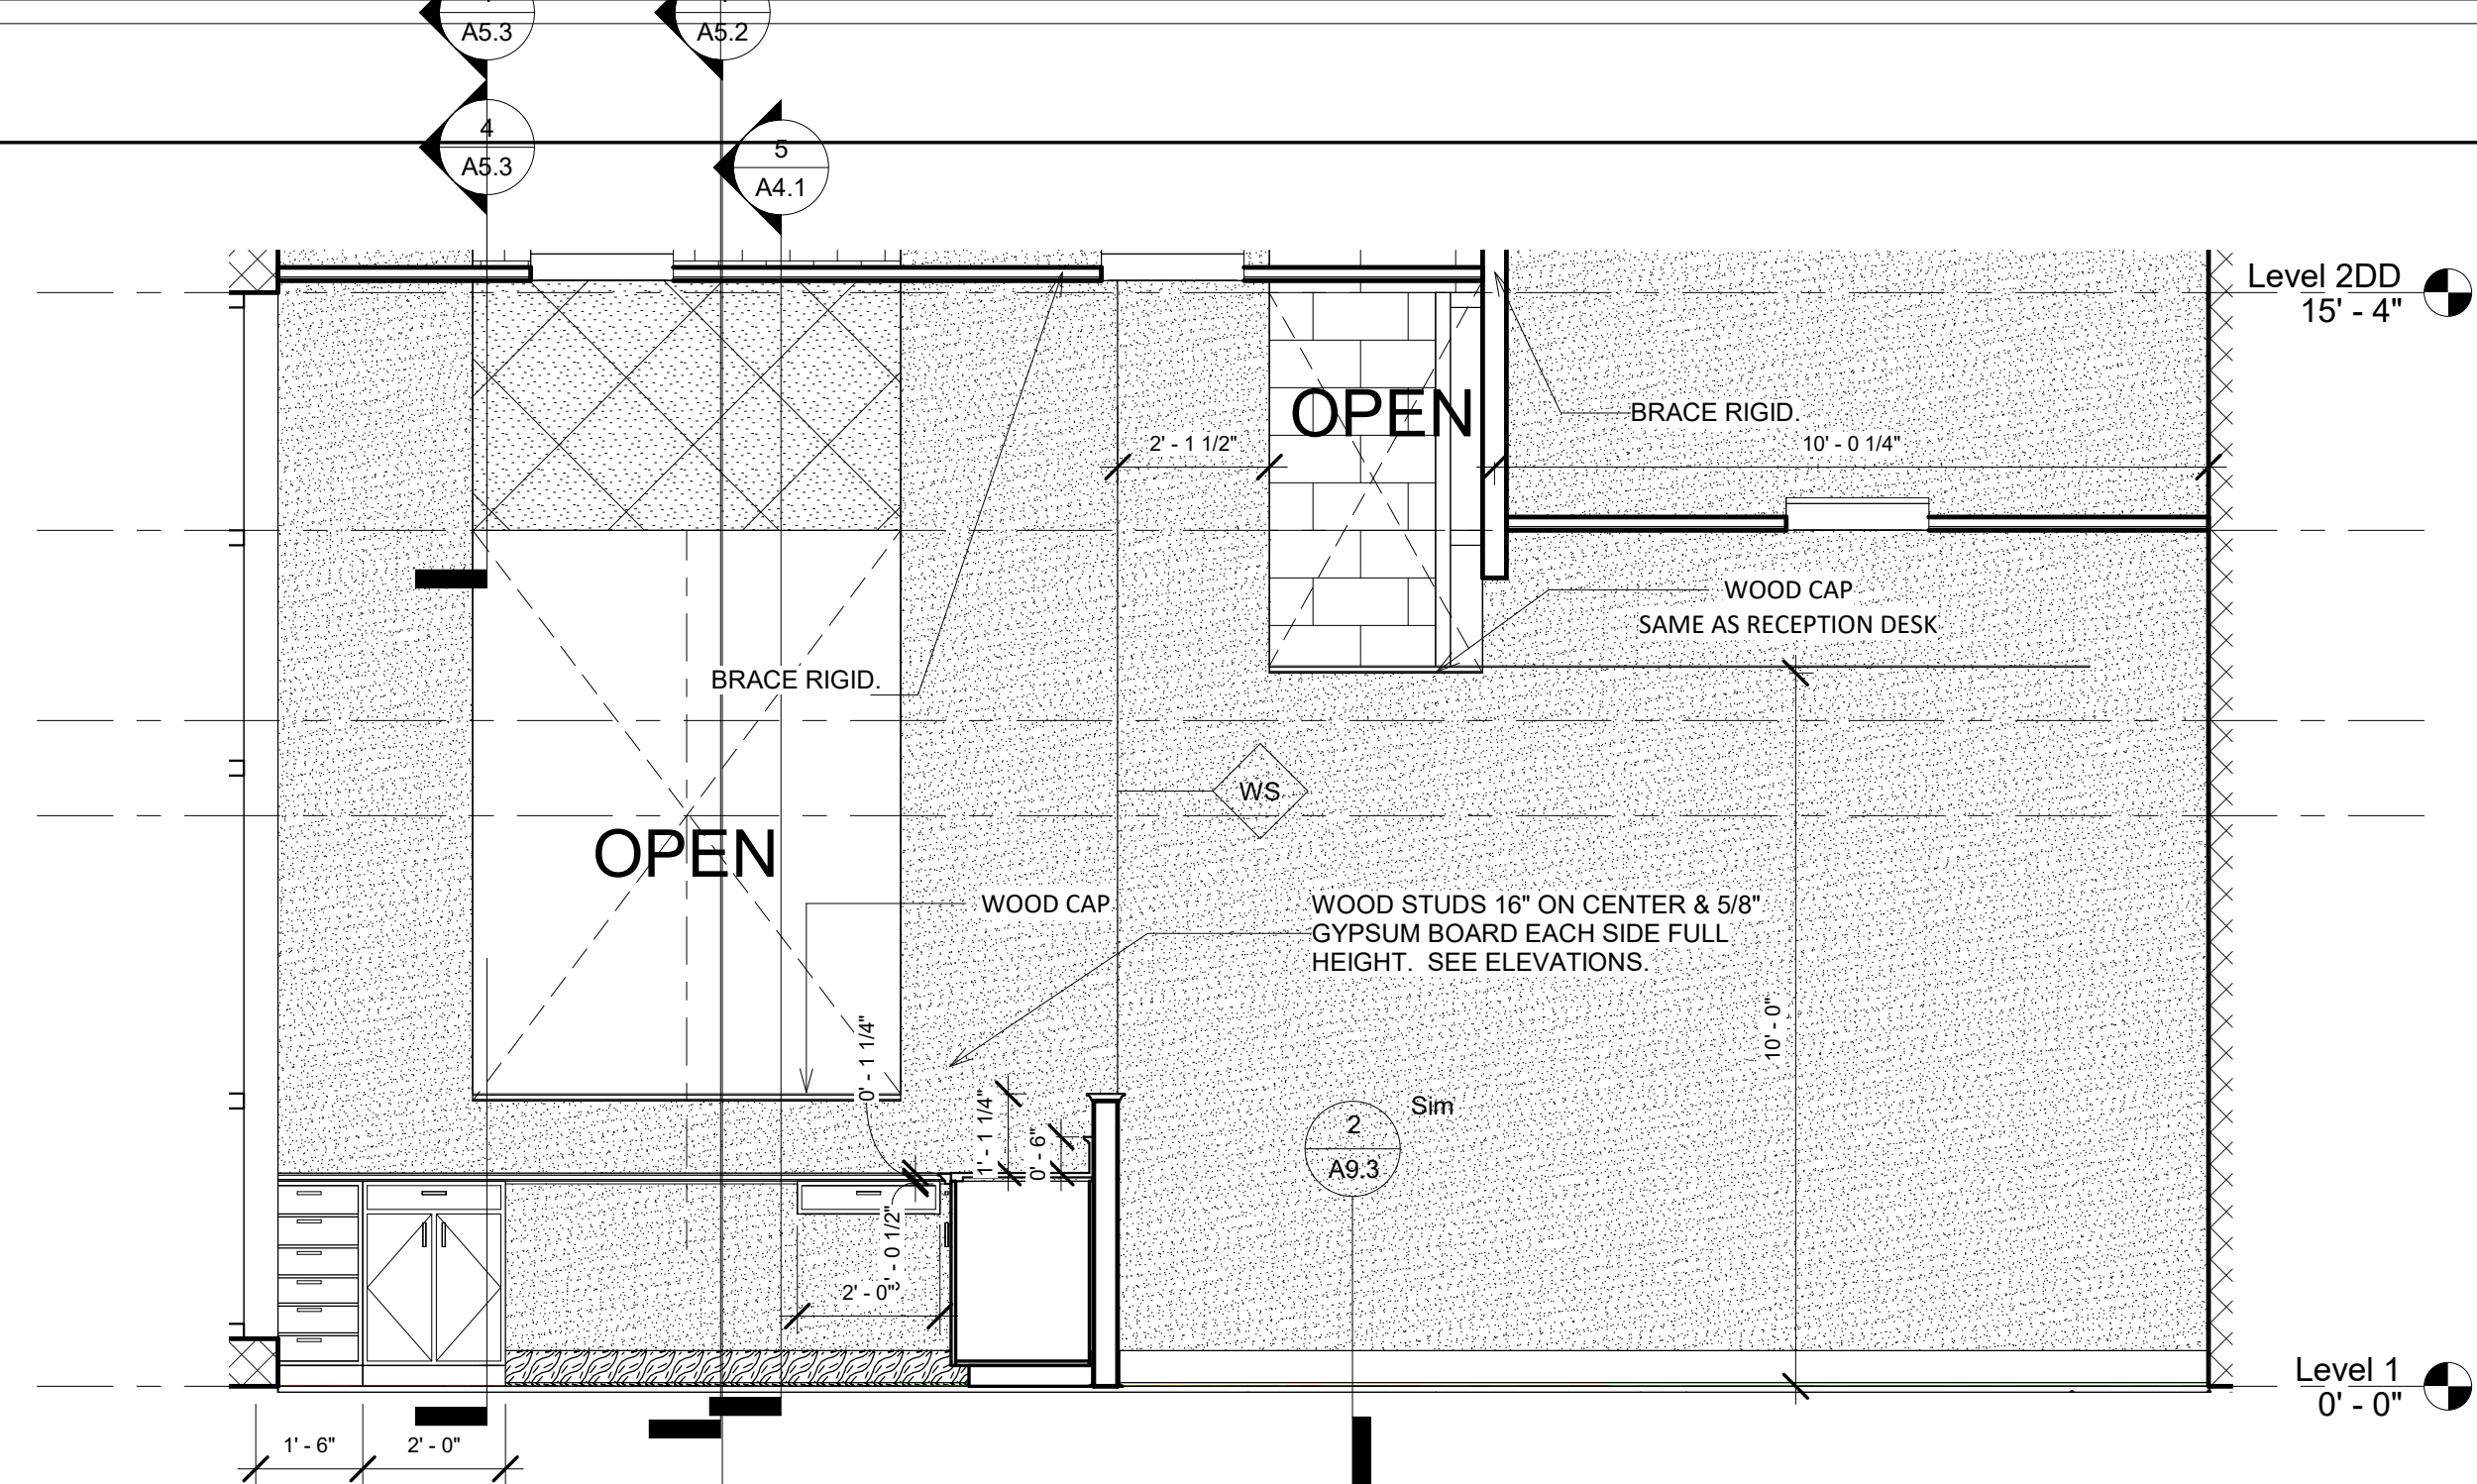 A5.3
A5.2
4
A5.3
5
A4.1
Level 2DD
15' - 4"
OPEN
BRACE RIGID.
2' - 1 1/2"
10' - 0 1/4"
WOOD CAP
SAME AS RECEPTION DESK
BRACE RIGID.
WS
OPEN
WOOD CAP
WOOD STUDS 16" ON CENTER & 5/8"
GYPSUM BOARD EACH SIDE FULL
HEIGHT.  SEE ELEVATIONS.
0' - 1 1/4"
10' - 0"
1' - 1 1/4"
0' - 6"
Sim
2
A9.3
' - 0 1/2"
2' - 0"
Level 1
0' - 0"
1' - 6"
2' - 0"